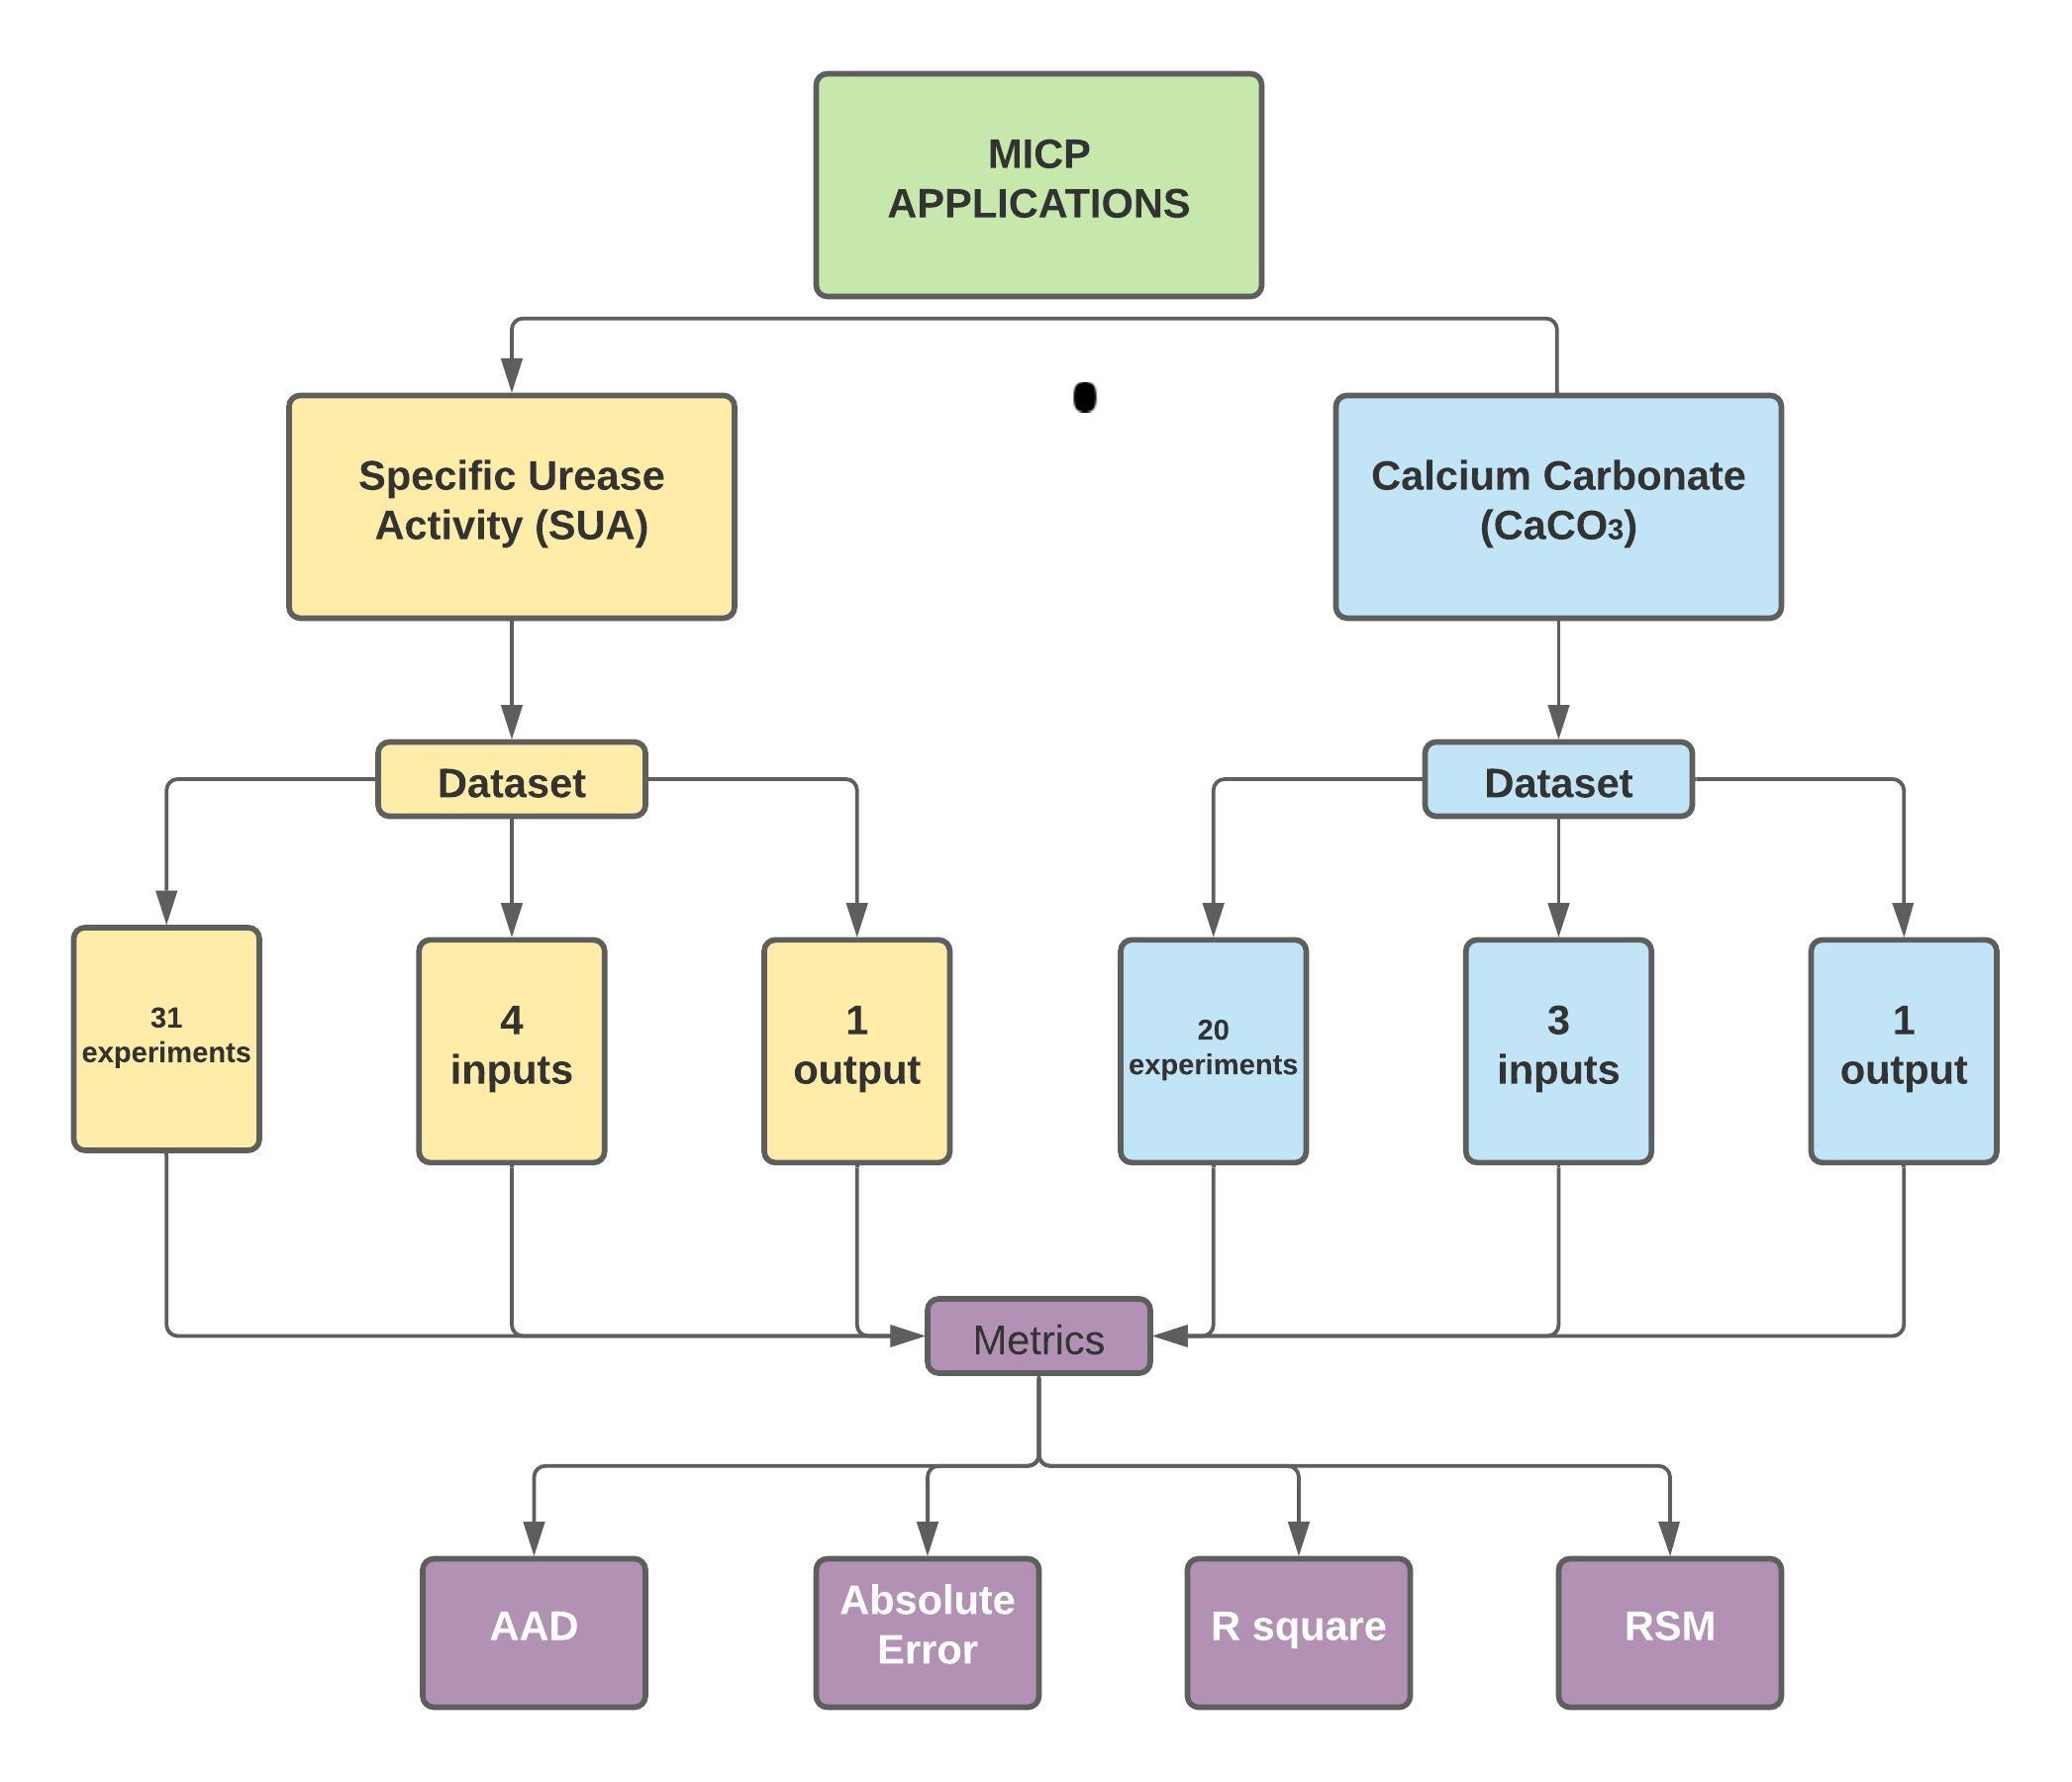 MICP
APPLICATIONS
Specific Urease
Activity (SUA)
Calcium Carbonate
(CaCO3)
Dataset
Dataset
31
experiments
4
inputs
1
output
20
experiments
3
inputs
1
output
Metrics
AAD
Absolute
Error
R square
RSM